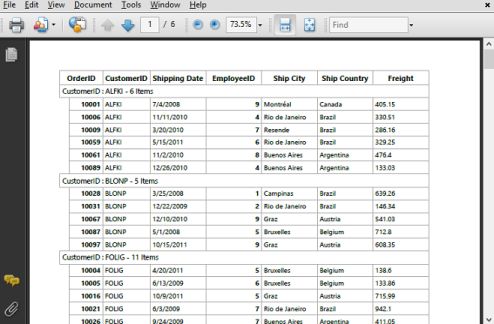 File Edit View Document Tools Window Help
1 / 6 73.5% Find
OrderID CustomerID Shipping Date EmployeeID Ship City Ship Country Freight
CustomerID : ALFKI - 6 Items
10001 ALFKI 7/4/2008 9 Montréal Canada 405.15
10006 ALFKI 11/11/2010 4 Rio de Janeiro Brazil 330.51
10009 ALFKI 3/20/2010 7 Resende Brazil 286.16
10059 ALFKI 5/15/2011 6 Rio de Janeiro Brazil 329.25
10061 ALFKI 11/2/2010 8 Buenos Aires Argentina 476.4
10089 ALFKI 12/26/2010 4 Buenos Aires Argentina 133.03
CustomerID : BLONP - 5 Items
10028 BLONP 3/25/2008 1 Campinas Brazil 639.26
10031 BLONP 12/22/2009 2 Rio de Janeiro Brazil 146.34
10067 BLONP 12/10/2010 9 Graz Austria 541.03
10087 BLONP 5/1/2008 5 Bruxelles Belgium 712.8
10097 BLONP 10/15/2011 9 Graz Austria 608.35
CustomerID : FOLIG - 11 Items
10004 FOLIG 4/20/2011 5 Bruxelles Belgium 138.6
10005 FOLIG 6/13/2009 6 Bruxelles Belgium 133.86
10016 FOLIG 10/9/2011 5 Graz Austria 715.99
10021 FOLIG 6/3/2009 7 Rio de Janeiro Brazil 942.1
10026 FOLIG 9/24/2009 7 Buenos Aires Argentina 411.05